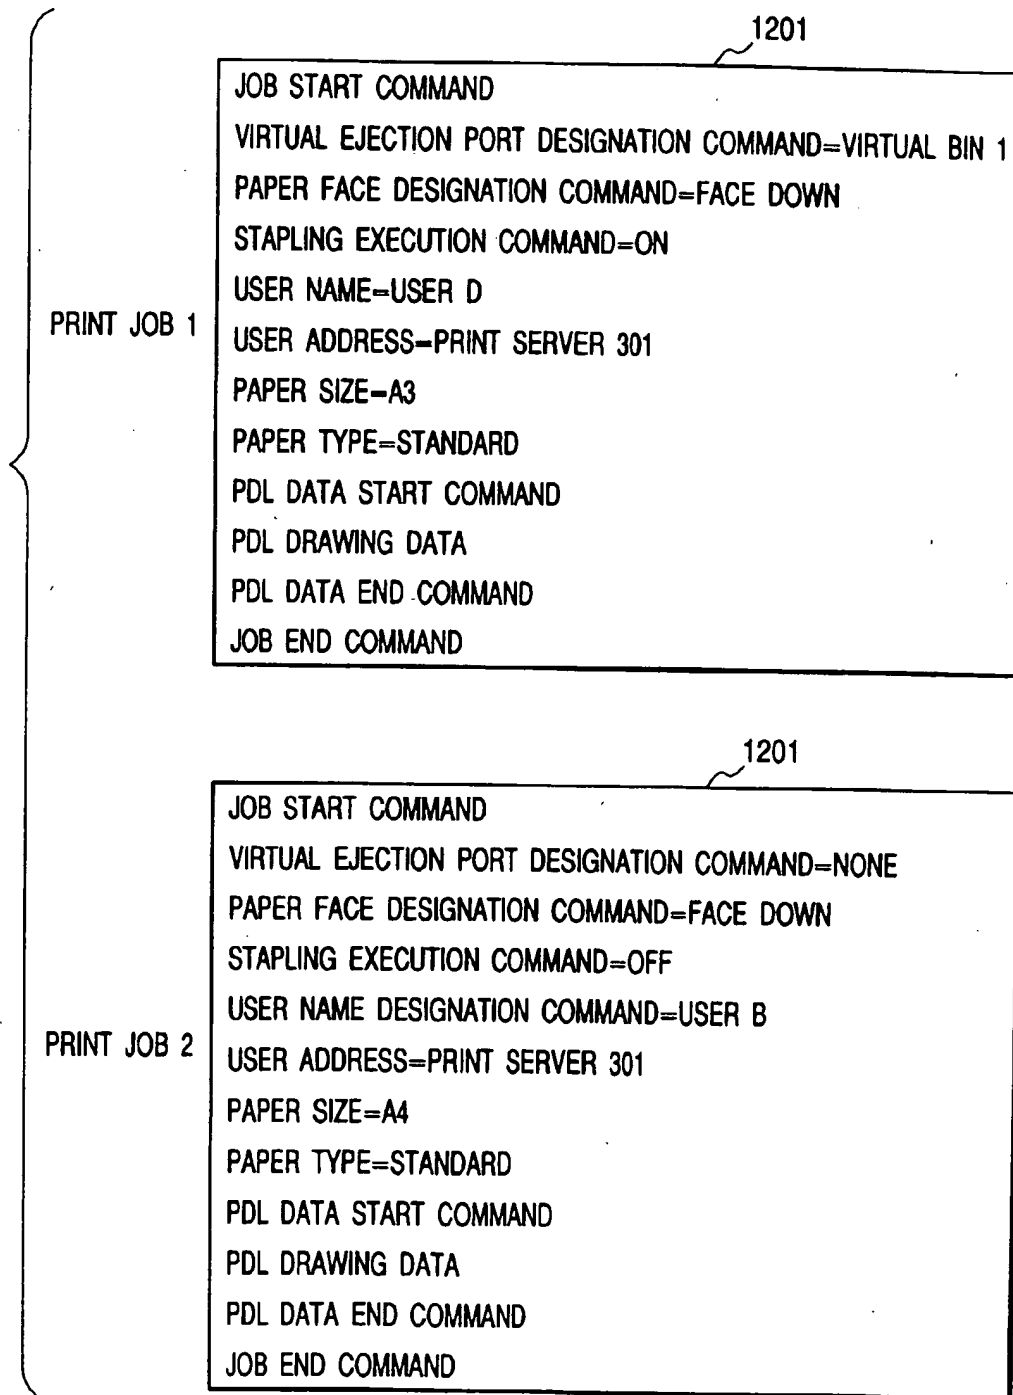 1201
JOB START COMMAND
VIRTUAL EJECTION PORT DESIGNATION COMMAND=VIRTUAL BIN 1
PAPER FACE DESIGNATION COMMAND=FACE DOWN
STAPLING EXECUTION COMMAND=ON
USER NAME=USER D
PRINT JOB 1
USER ADDRESS=PRINT SERVER 301
PAPER SIZE=A3
PAPER TYPE=STANDARD
PDL DATA START COMMAND
PDL DRAWING DATA
PDL DATA END COMMAND
JOB END COMMAND
1201
JOB START COMMAND
VIRTUAL EJECTION PORT DESIGNATION COMMAND=NONE
PAPER FACE DESIGNATION COMMAND=FACE DOWN
STAPLING EXECUTION COMMAND=OFF
USER NAME DESIGNATION COMMAND=USER B
PRINT JOB 2
USER ADDRESS=PRINT SERVER 301
PAPER SIZE=A4
PAPER TYPE=STANDARD
PDL DATA START COMMAND
PDL DRAWING DATA
PDL DATA END COMMAND
JOB END COMMAND